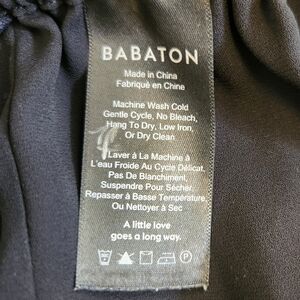 BABATON
Made in China
Fabriqué en Chine
Machine Wash Cold
Gentle Cycle, No Bleach,
Hang To Dry, Low Iron,
Or Dry Clean
Laver à La Machine à
L'eau Froide Au Cycle Délicat,
Pas De Blanchiment,
Suspendre Pour Sécher,
Repasser à Basse Température,
Ou Nettoyer à Sec
A little love
goes a long way.
P